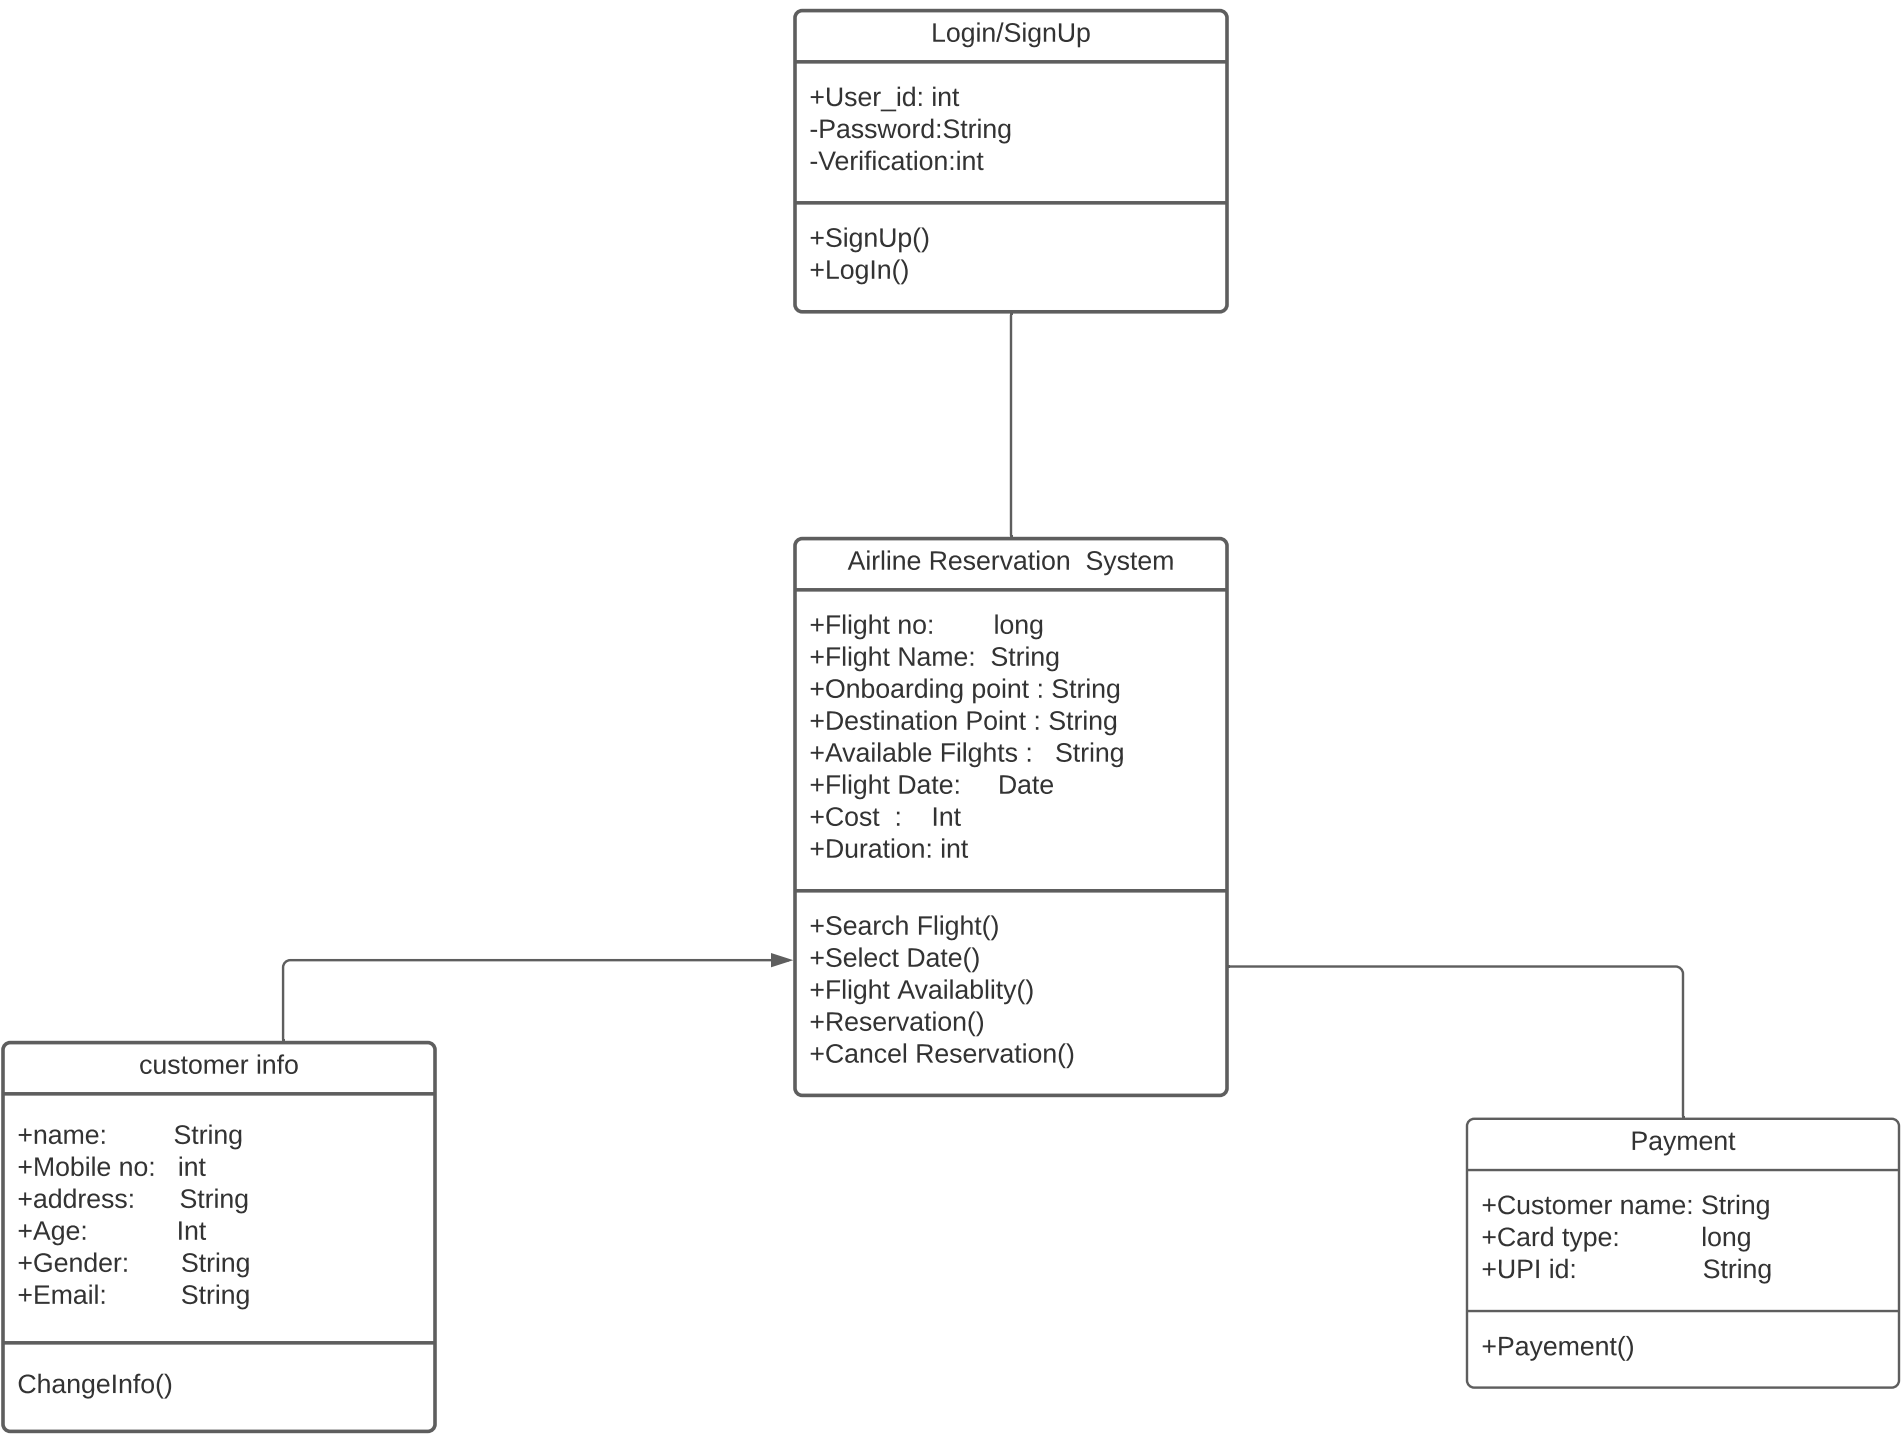 Login/SignUp
+User_id: int
-Password:String
-Verification:int
+SignUp()
+LogIn()
Airline Reservation  System
+Flight no:        long
+Flight Name:  String
+Onboarding point : String
+Destination Point : String
+Available Filghts :   String
+Flight Date:     Date
+Cost  :    Int
+Duration: int
+Search Flight()
+Select Date()
+Flight Availablity()
+Reservation()
+Cancel Reservation()
customer info
+name:         String
+Mobile no:   int
+address:      String
+Age:            Int
+Gender:       String
+Email:          String
ChangeInfo()
Payment
+Customer name: String
+Card type:           long
+UPI id:                 String
+Payement()